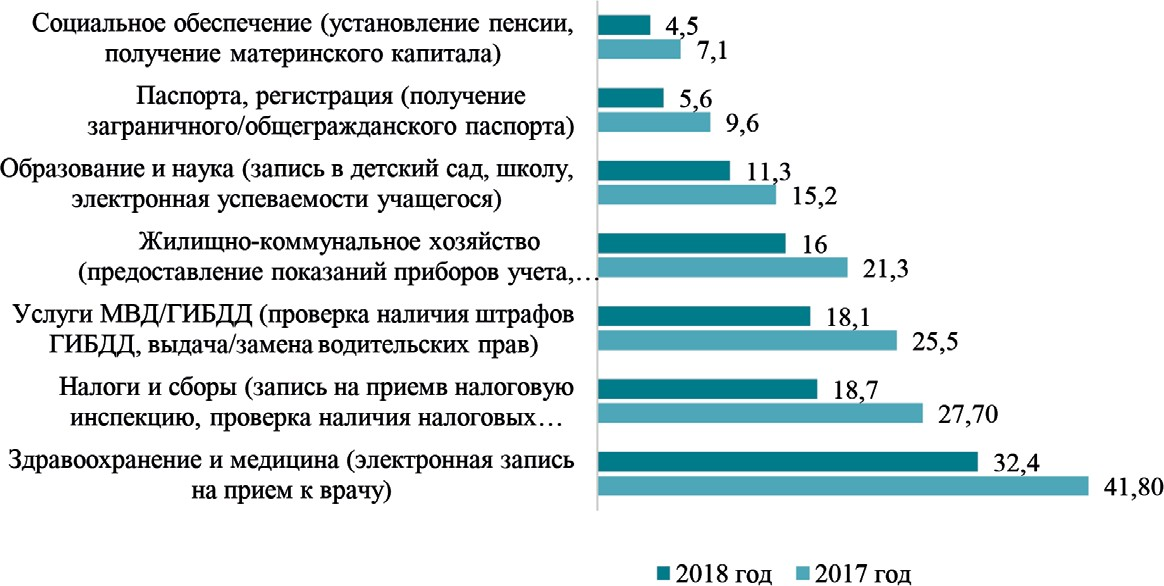 Социальное обеспечение (установление пенсии,
получение материнского капитала)
4,5
7,1
Паспорта, регистрация (получение
заграничного/общегражданского паспорта)
5,6
9,6
Образование и наука (запись в детский сад, школу,
электронная успеваемости учащегося)
11,3
15,2
Жилищно-коммунальное хозяйство
(предоставление показаний приборов учета,…
16
21,3
Услуги МВД/ГИБДД (проверка наличия штрафов
ГИБДД, выдача/замена водительских прав)
18,1
25,5
Налоги и сборы (запись на приемв налоговую
инспекцию, проверка наличия налоговых…
18,7
27,70
Здравоохранение и медицина (электронная запись
на прием к врачу)
32,4
41,80
2018 год
2017 год